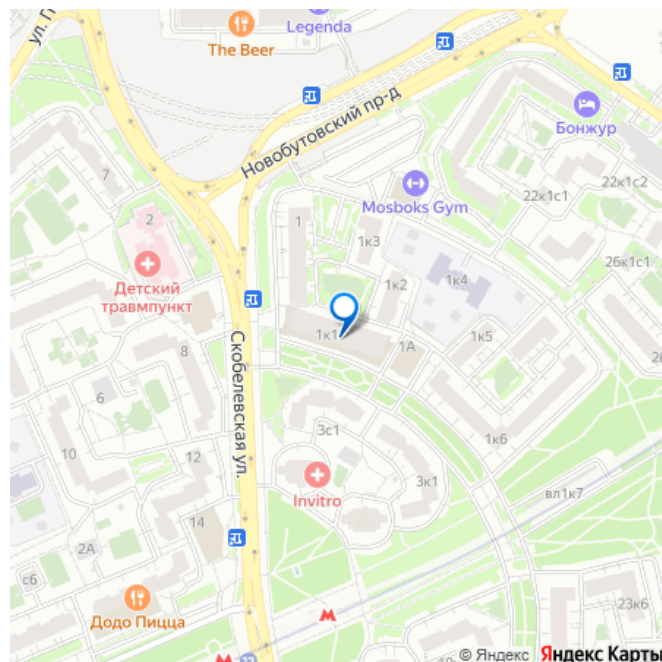 ул. П
The Beer
Legenda
Новобутовский пр-д
Бонжур
7
22к1с1
22к1с2
Mosboks Gym
2
1
1к3
26к1с1
Детский
травмпункт
1к2
1к4
1к1
1А
1к5
8
26
Скобелевская ул.
6
3с1
1к6
10
12
Invitro
3к1
вл1к7
14
2А
с6
Додо Пицца
23к6
© Яндекс Яндекс Карты